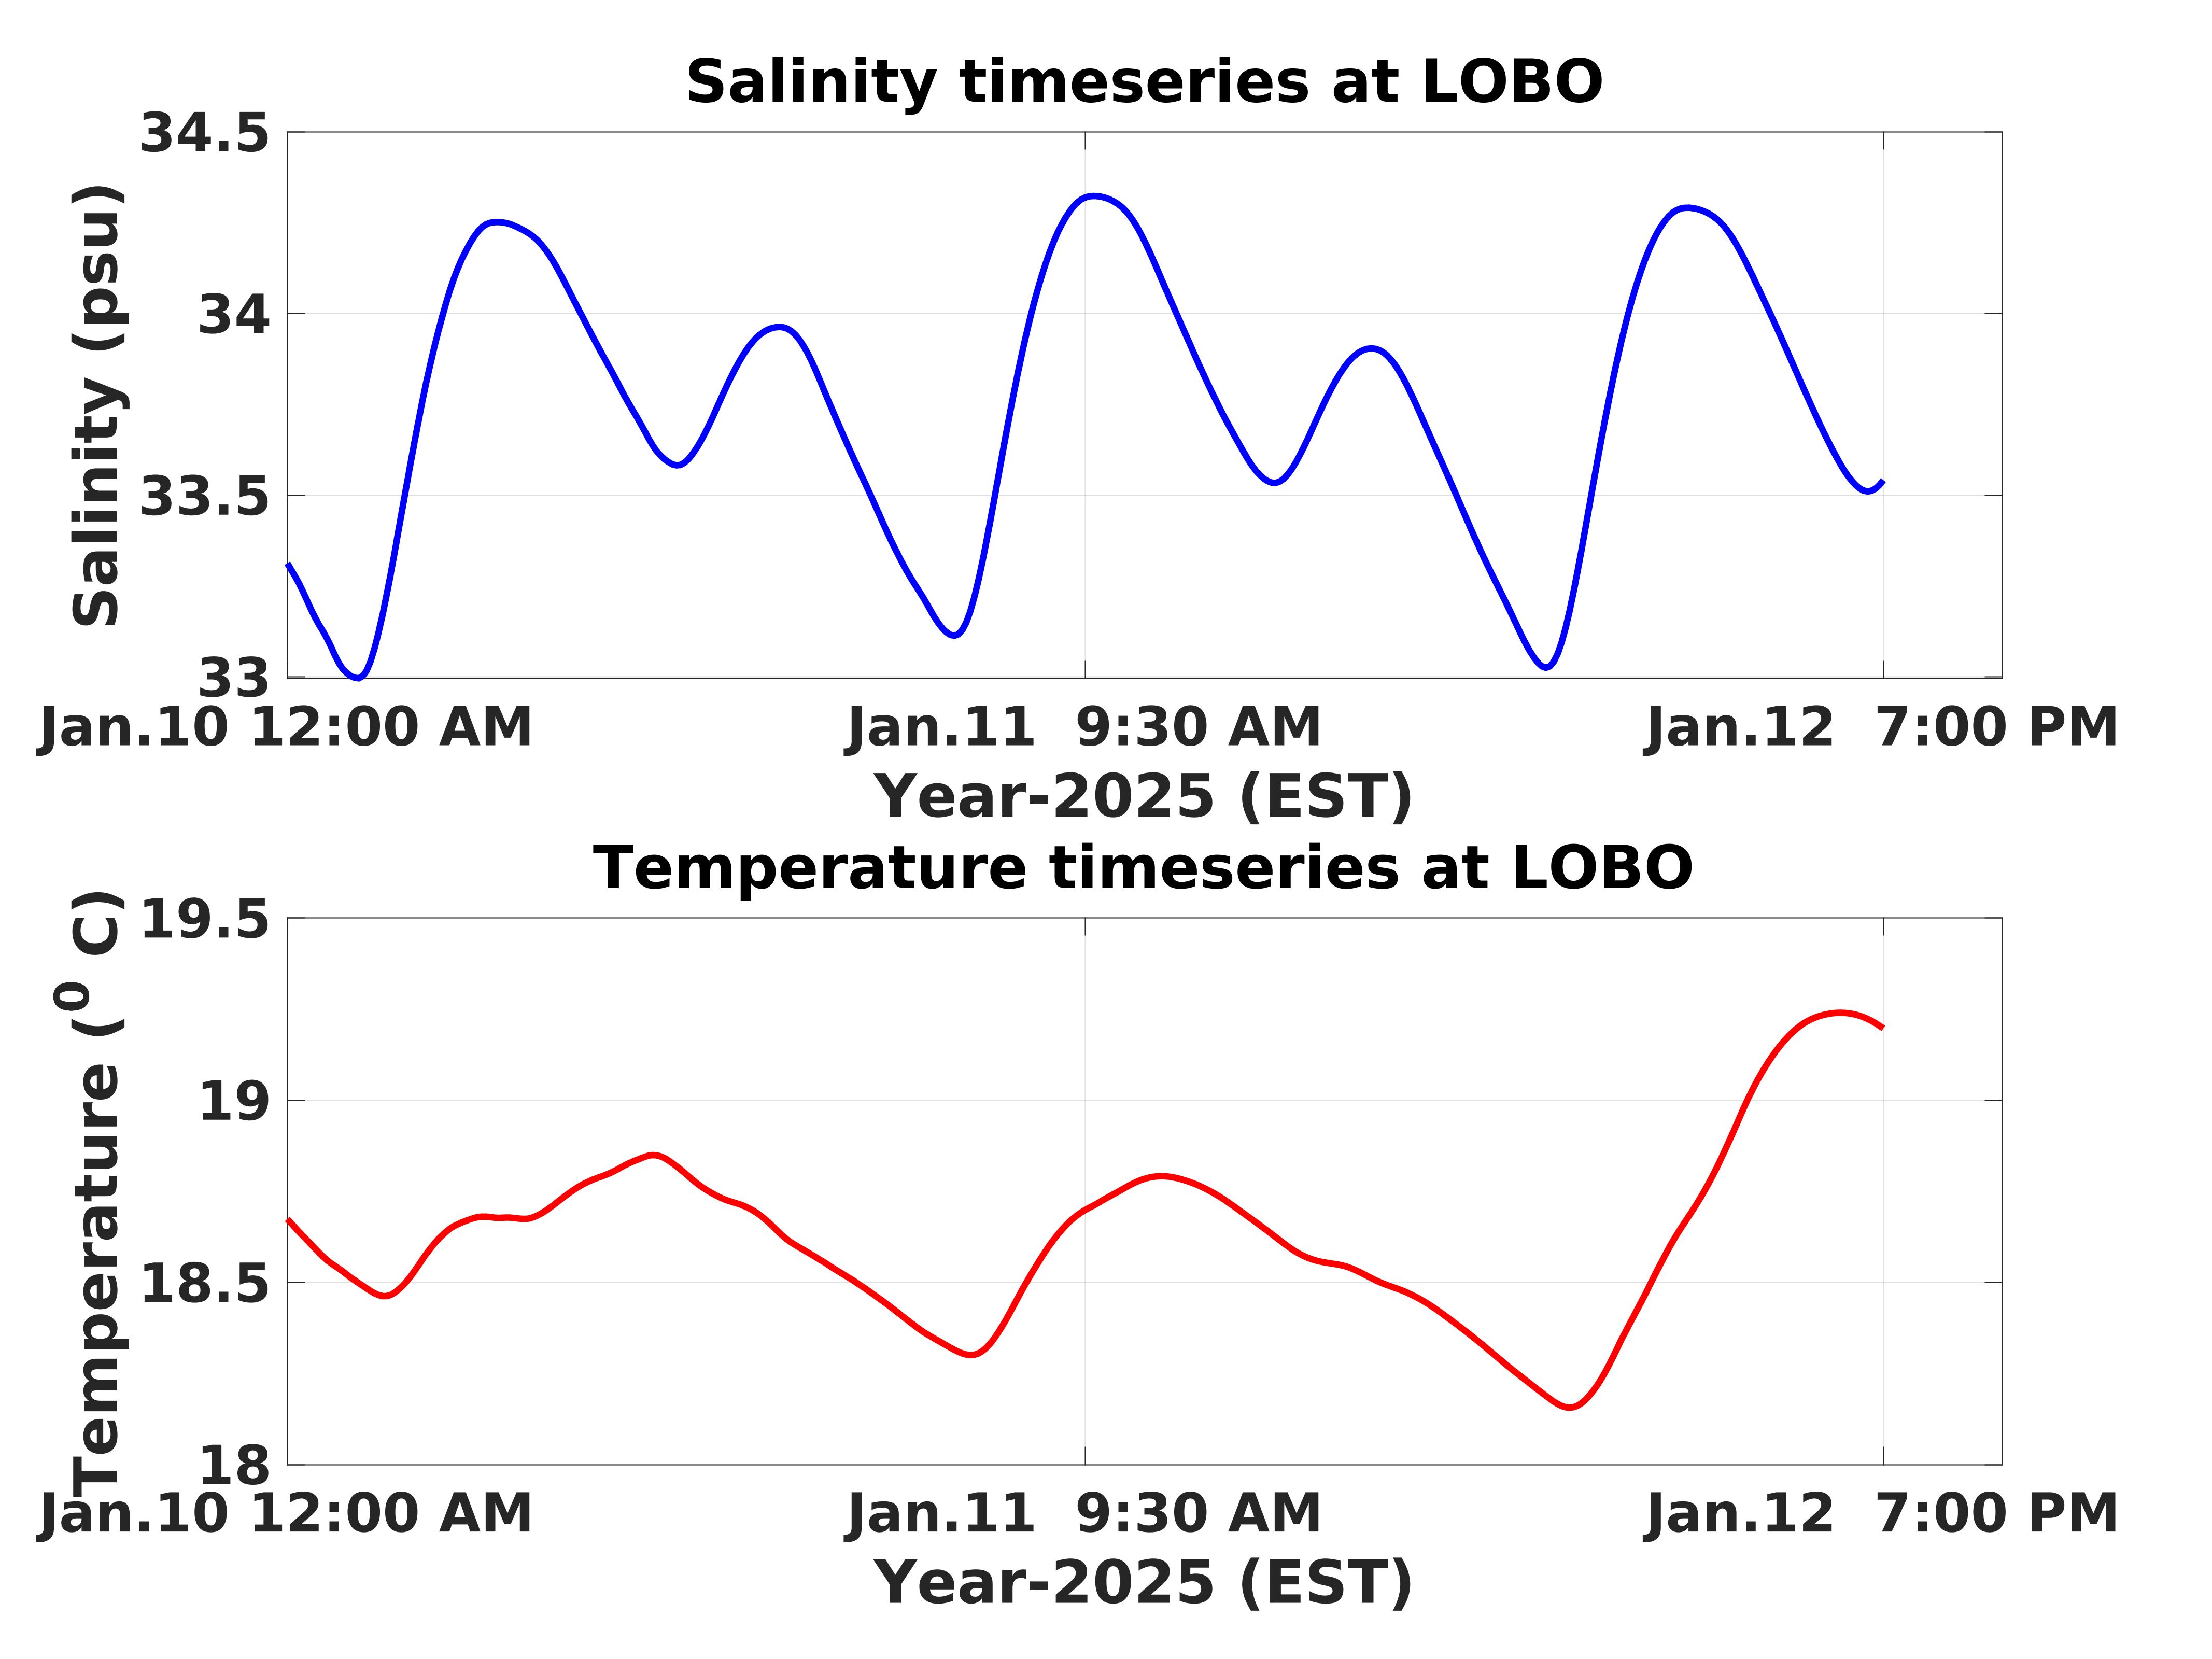 Salinity timeseries at LOBO
Salinity (psu)
34.5
34
33.5
33
Jan.10 12:00 AM
Jan.11  9:30 AM
Jan.12  7:00 PM
Year-2025 (EST)
Temperature timeseries at LOBO
Temperature (⁰ C)
19.5
19
18.5
18
Jan.10 12:00 AM
Jan.11  9:30 AM
Jan.12  7:00 PM
Year-2025 (EST)